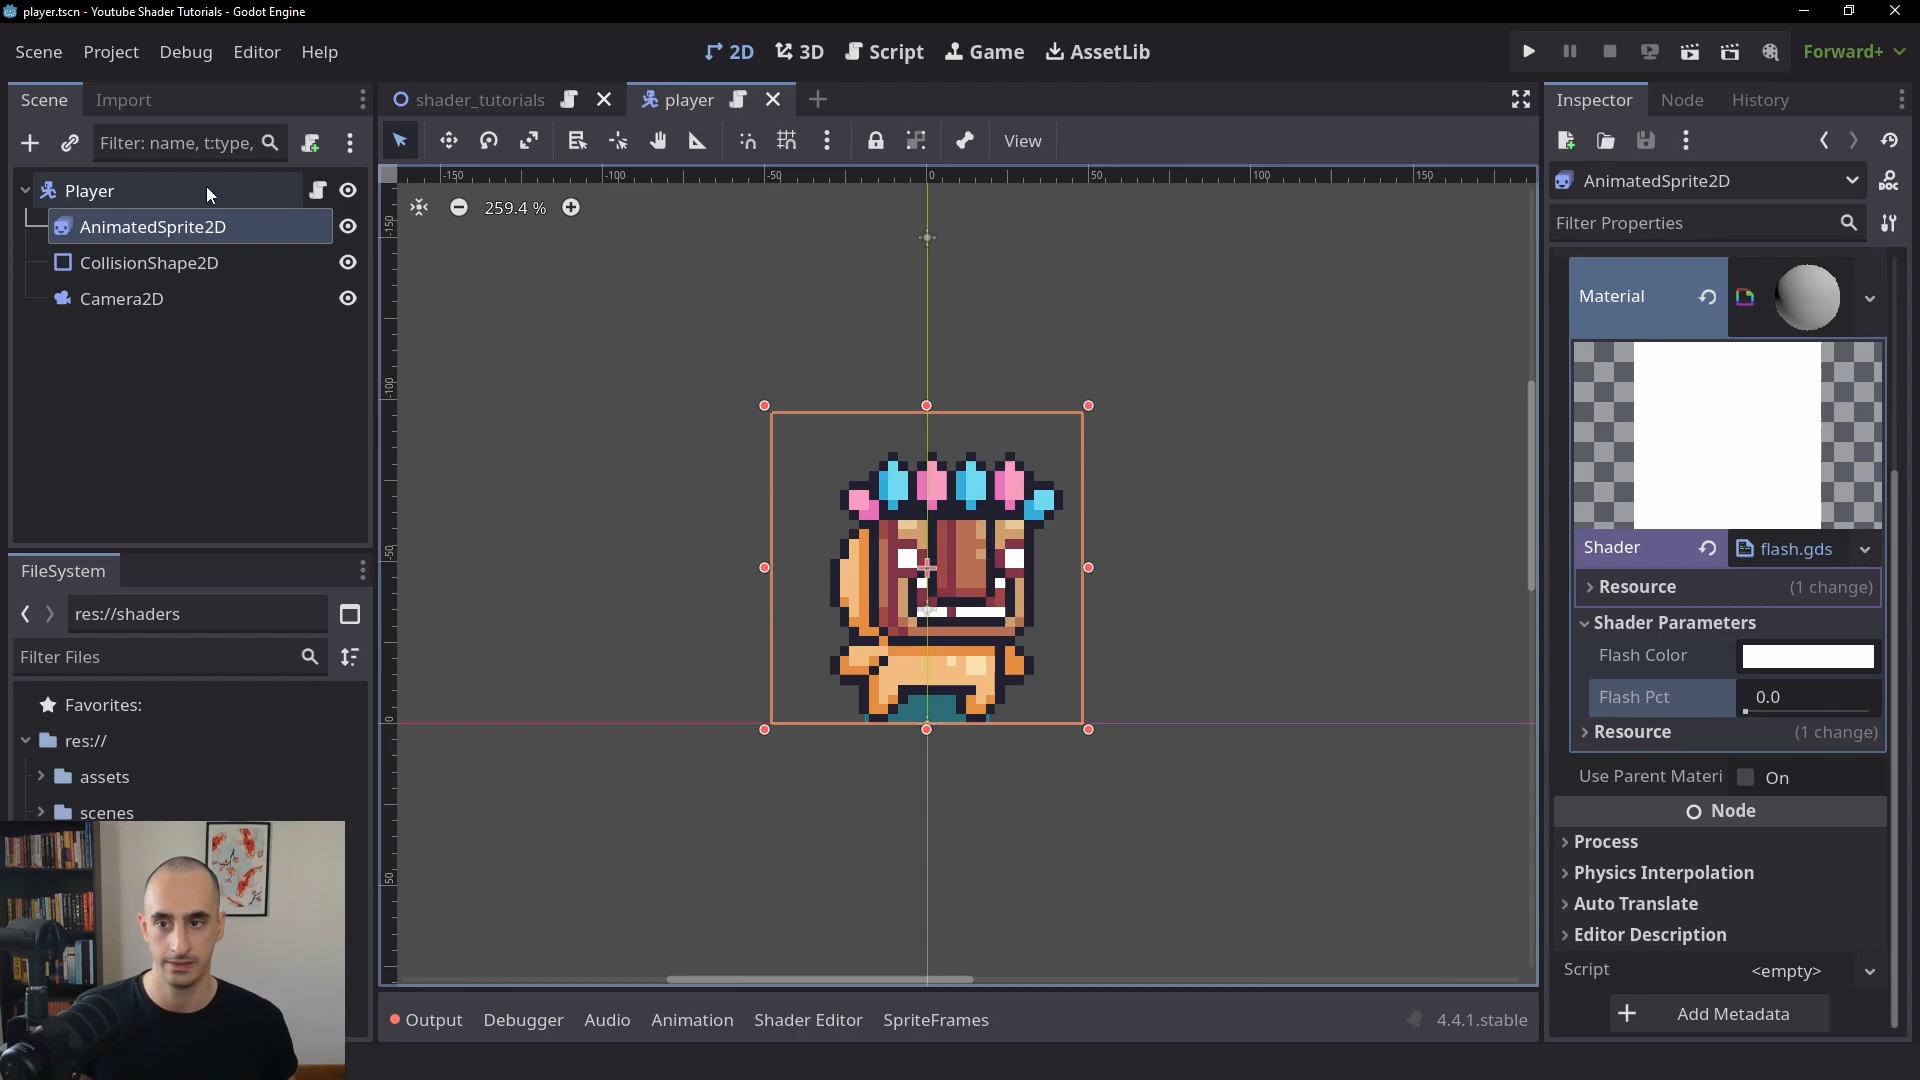 player.tscn - Youtube Shader Tutorials - Godot Engine
Scene Project Debug Editor Help
2D 3D Script Game AssetLib
Forward+
Scene Import
shader_tutorials player
Inspector Node History
Filter: name, t:type,
View
AnimatedSprite2D
Filter Properties
Player
AnimatedSprite2D
CollisionShape2D
Camera2D
-150 -100 -50 0 50 100 150
259.4 %
-150
-100
-50
0
50
Material
Shader flash.gds
Resource (1 change)
Shader Parameters
Flash Color
Flash Pct 0.0
Resource (1 change)
Use Parent Materi On
Node
Process
Physics Interpolation
Auto Translate
Editor Description
Script <empty>
Add Metadata
FileSystem
res://shaders
Filter Files
Favorites:
res://
assets
scenes
Output Debugger Audio Animation Shader Editor SpriteFrames
4.4.1.stable